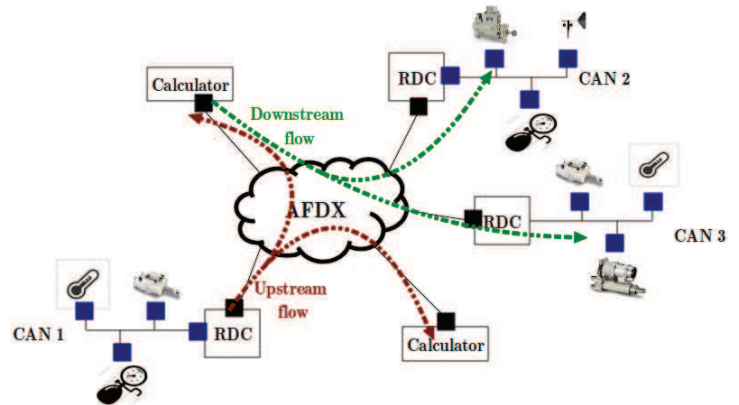 Calculator
RDC
CAN 2
Downstream
flow
AFDX
RDC
CAN 3
Upstream
flow
CAN 1
RDC
Calculator